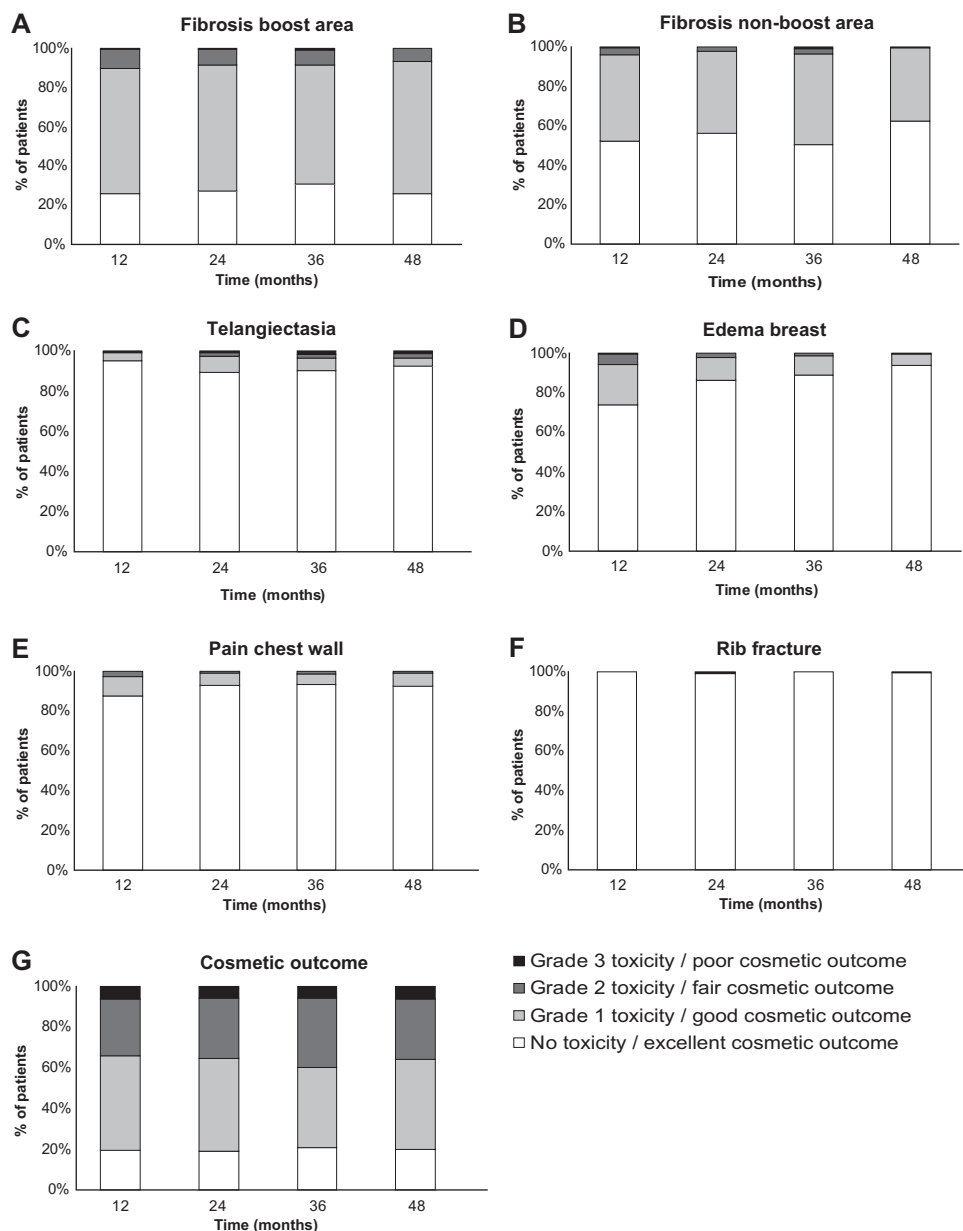 A
Fibrosis boost area
100%
80%
60%
40%
20%
0%
% of patients
12 24 36 48
Time (months)
B
Fibrosis non-boost area
100%
80%
60%
40%
20%
0%
% of patients
12 24 36 48
Time (months)
C
Telangiectasia
100%
80%
60%
40%
20%
0%
% of patients
12 24 36 48
Time (months)
D
Edema breast
100%
80%
60%
40%
20%
0%
% of patients
12 24 36 48
Time (months)
E
Pain chest wall
100%
80%
60%
40%
20%
0%
% of patients
12 24 36 48
Time (months)
F
Rib fracture
100%
80%
60%
40%
20%
0%
% of patients
12 24 36 48
Time (months)
G
Cosmetic outcome
100%
80%
60%
40%
20%
0%
% of patients
12 24 36 48
Time (months)
Grade 3 toxicity / poor cosmetic outcome
Grade 2 toxicity / fair cosmetic outcome
Grade 1 toxicity / good cosmetic outcome
No toxicity / excellent cosmetic outcome